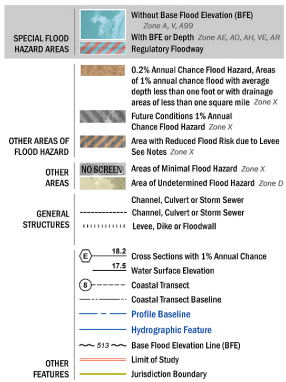 SPECIAL FLOOD
HAZARD AREAS
Without Base Flood Elevation (BFE)
Zone A, V, A99
With BFE or Depth Zone AE, AO, AH, VE, AR
Regulatory Floodway
OTHER AREAS OF
FLOOD HAZARD
0.2% Annual Chance Flood Hazard, Areas
of 1% annual chance flood with average
depth less than one foot or with drainage
areas of less than one square mile Zone X
Future Conditions 1% Annual
Chance Flood Hazard Zone X
Area with Reduced Flood Risk due to Levee
See Notes Zone X
OTHER
AREAS
NO SCREEN Areas of Minimal Flood Hazard Zone X
Area of Undetermined Flood Hazard Zone D
GENERAL
STRUCTURES
Channel, Culvert or Storm Sewer
Channel, Culvert or Storm Sewer
Levee, Dike or Floodwall
OTHER
FEATURES
E 18.2 Cross Sections with 1% Annual Chance
17.5 Water Surface Elevation
8 Coastal Transect
Coastal Transect Baseline
Profile Baseline
Hydrographic Feature
513 Base Flood Elevation Line (BFE)
Limit of Study
Jurisdiction Boundary